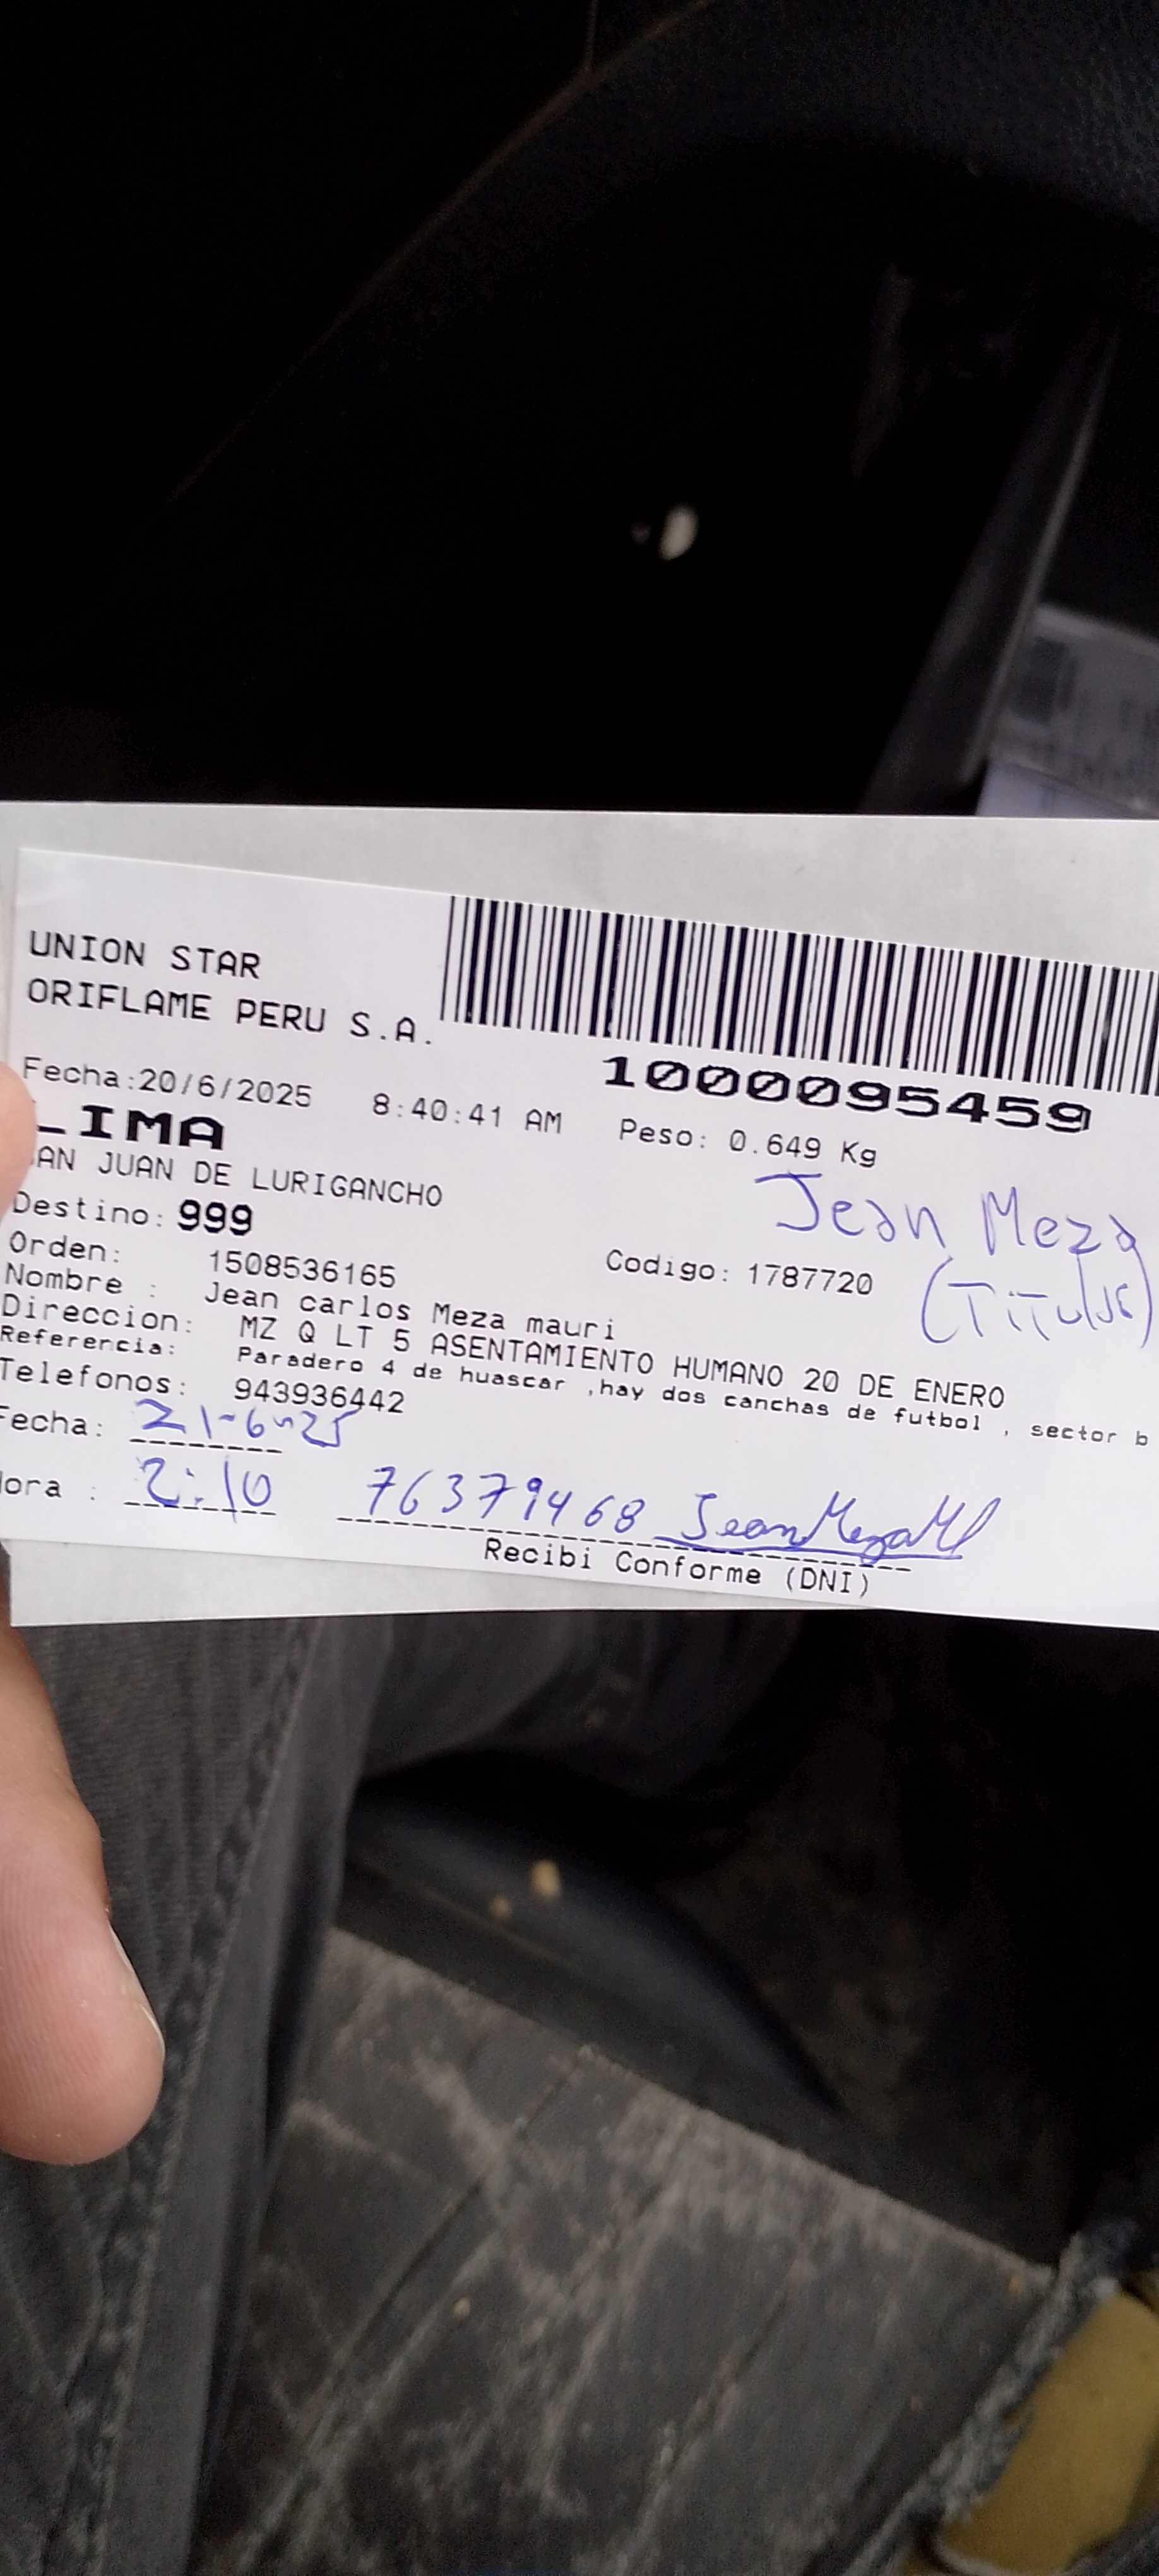 UNION STAR
ORIFLAME PERU S.A.
1000095459
Fecha:20/6/2025 8:40:41 AM Peso: 0.649 Kg
LIMA
AN JUAN DE LURIGANCHO
Jean Meza
Destino: 999
(Titular)
Orden: 1508536165 Codigo: 1787720
Nombre : Jean carlos Meza mauri
Direccion: MZ Q LT 5 ASENTAMIENTO HUMANO 20 DE ENERO
Referencia: Paradero 4 de huascar ,hay dos canchas de futbol , sector b
Telefonos: 943936442
Fecha: 21-6-25
Hora : 2:10 76379468 Jean Meza M
Recibi Conforme (DNI)